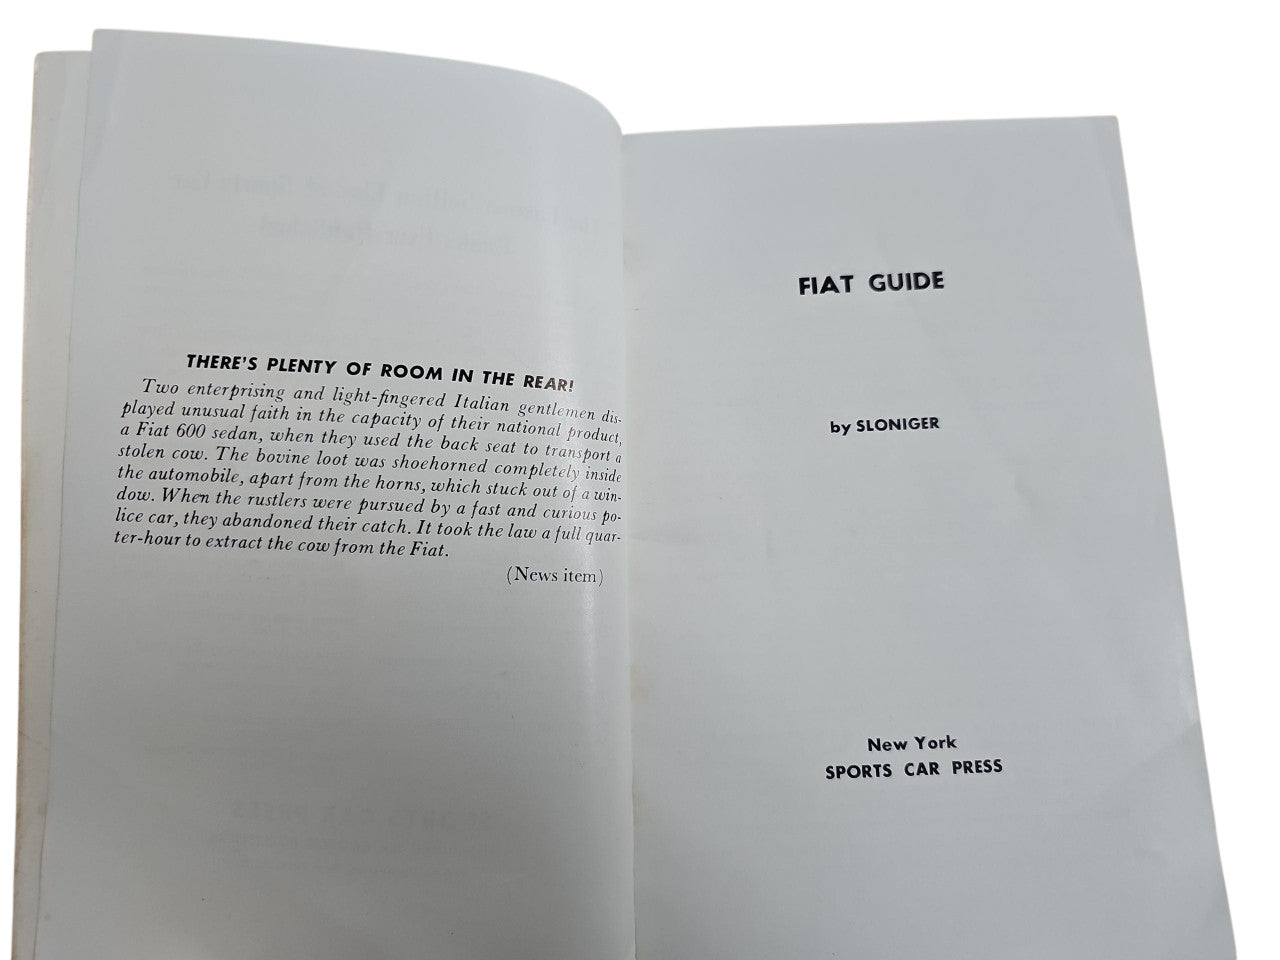 THERE'S PLENTY OF ROOM IN THE REAR!
Two enterprising and light-fingered Italian gentlemen dis-
played unusual faith in the capacity of their national product,
a Fiat 600 sedan, when they used the back seat to transport a
stolen cow. The bovine loot was shoehorned completely inside
the automobile, apart from the horns, which stuck out of a win-
dow. When the rustlers were pursued by a fast and curious po-
lice car, they abandoned their catch. It took the law a full quar-
ter-hour to extract the cow from the Fiat.
(News item)
FIAT GUIDE
by SLONIGER
New York
SPORTS CAR PRESS